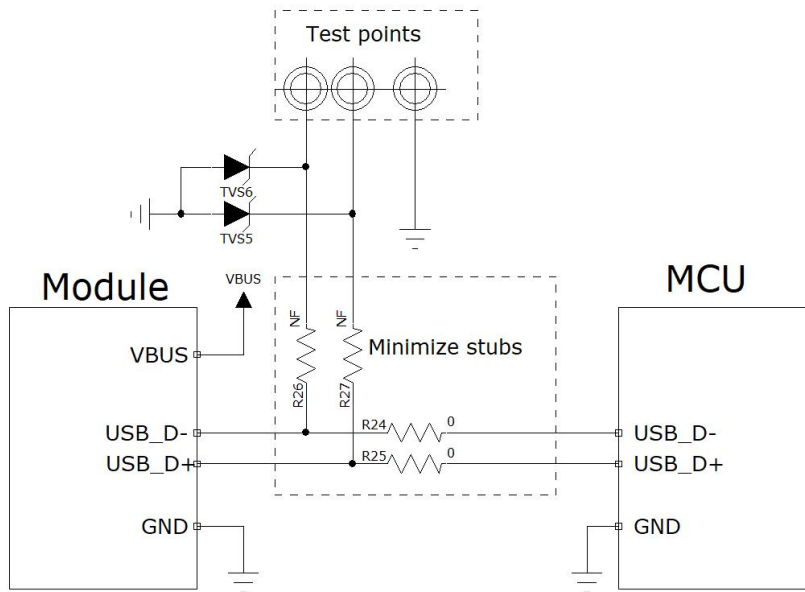 Test points
TVS6
TVS5
VBUS
Module
MCU
NF
NF
VBUS
Minimize stubs
R26
R27
R24
0
USB_D-
USB_D-
R25
0
USB_D+
USB_D+
GND
GND